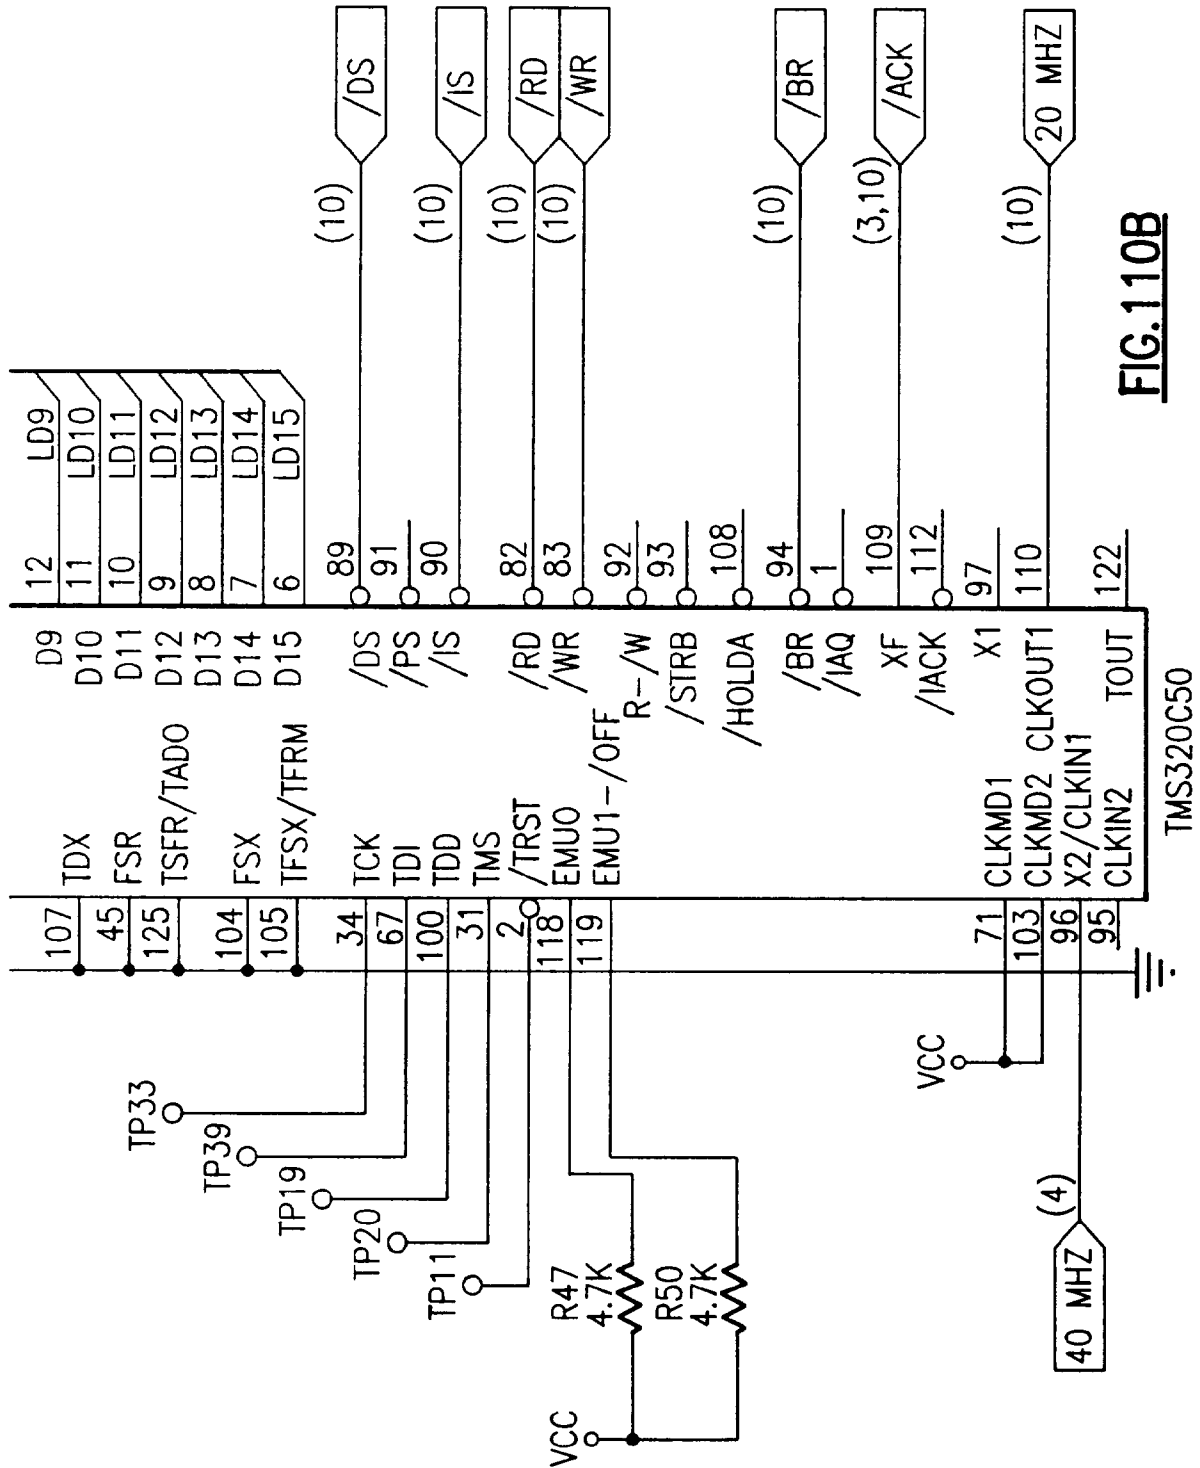 107 TDX
45 FSR
125 TSFR/TADO
104 FSX
105 TFSX/TFRM
TP33
34 TCK
TP39
67 TDI
TP19
100 TDD
TP20
31 TMS
TP11
2 /TRST
118 EMU0
119 EMU1-/OFF
R47
4.7K
R50
4.7K
VCC
VCC
71 CLKMD1
103 CLKMD2
40 MHZ (4)
96 X2/CLKIN1
95 CLKIN2
D9 12 LD9
D10 11 LD10
D11 10 LD11
D12 9 LD12
D13 8 LD13
D14 7 LD14
D15 6 LD15
/DS 89 (10) /DS
/PS 91
/IS 90 (10) /IS
/RD 82 (10) /RD
/WR 83 (10) /WR
R-/W 92
/STRB 93
/HOLDA 108
/BR 94 (10) /BR
/IAQ 1
XF 109 (3,10) /ACK
/IACK 112
X1 97
CLKOUT1 110 (10) 20 MHZ
TOUT 122
TMS320C50
FIG.110B